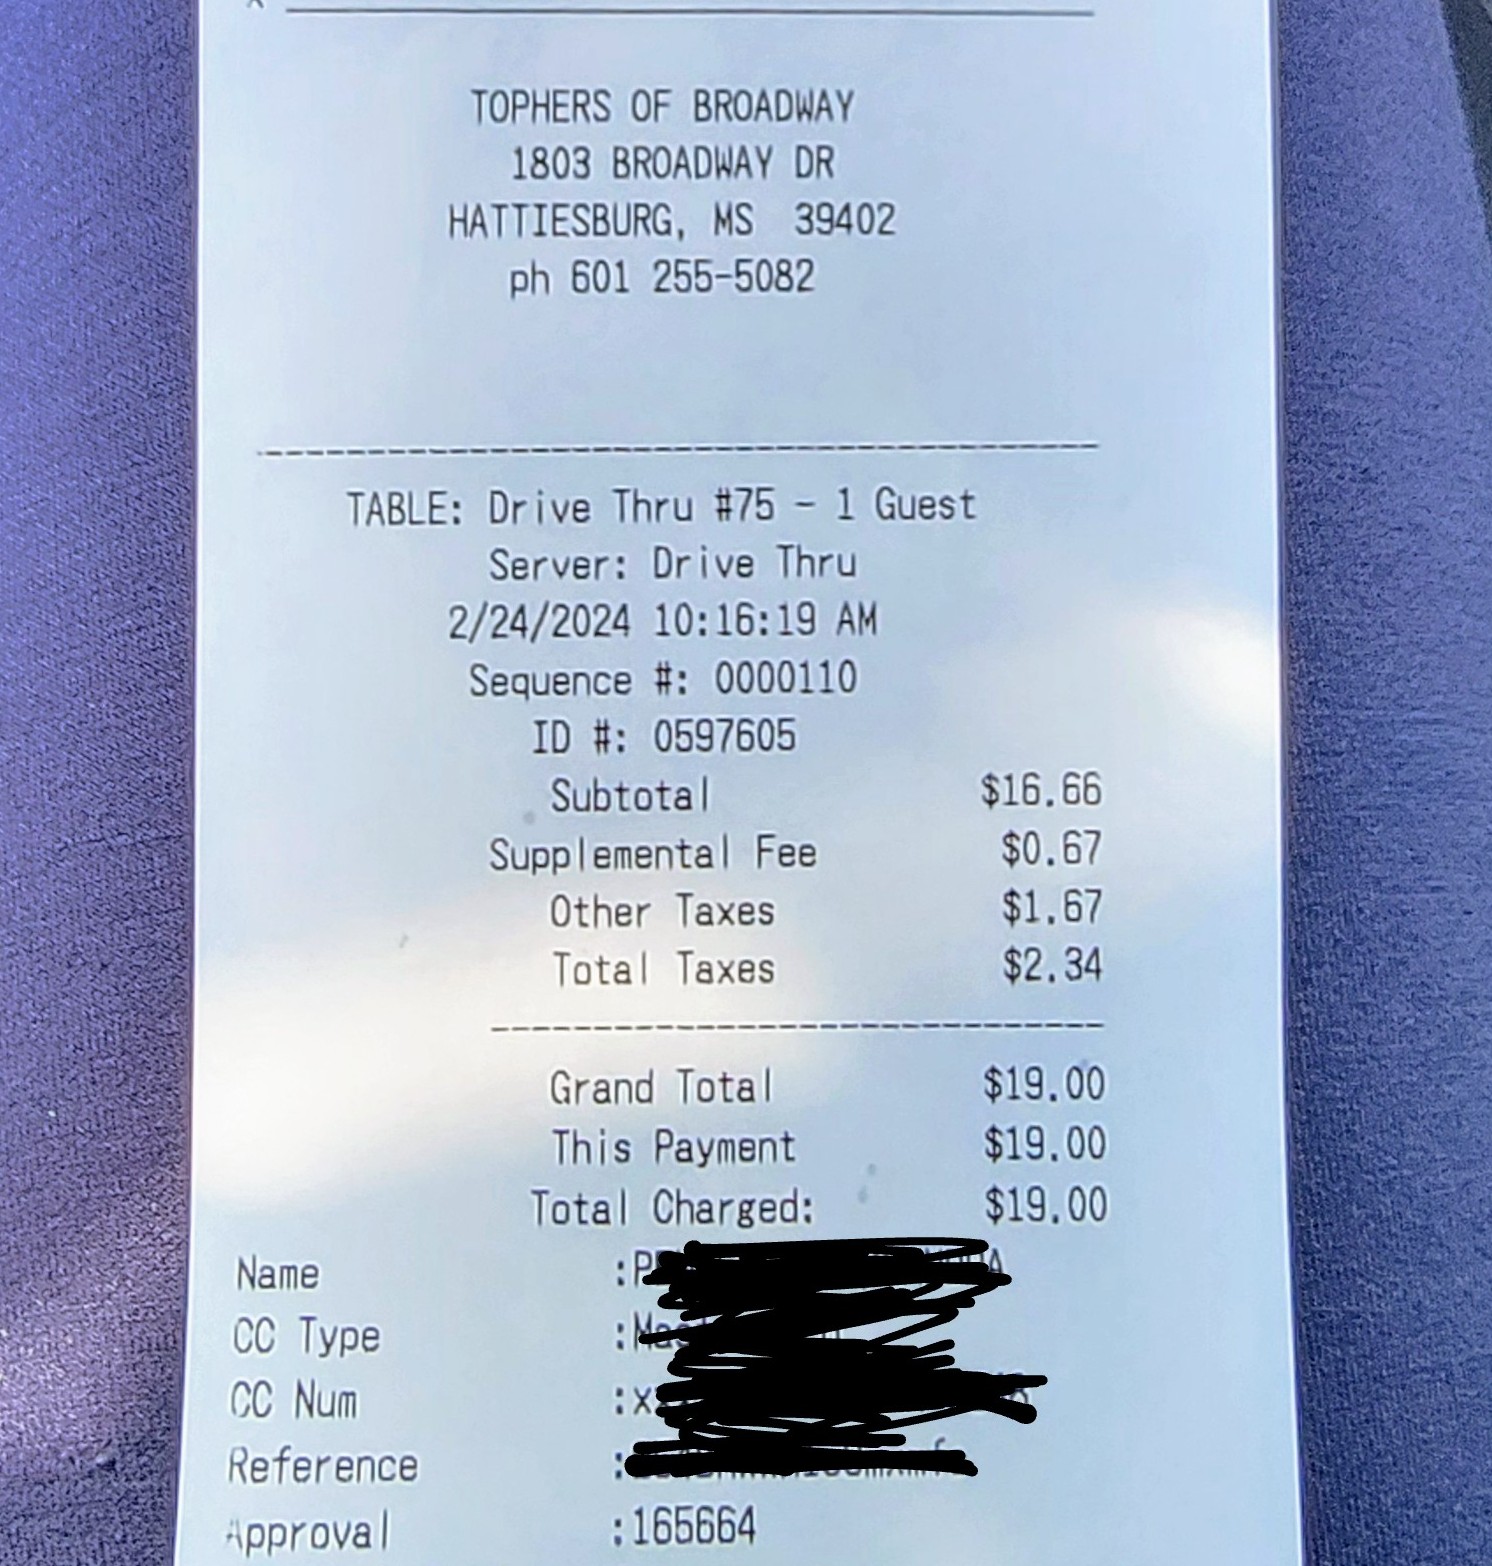 TOPHERS OF BROADWAY
1803 BROADWAY DR
HATTIESBURG, MS 39402
ph 601 255-5082
TABLE: Drive Thru #75 - 1 Guest
Server: Drive Thru
2/24/2024 10:16:19 AM
Sequence #: 0000110
ID #: 0597605
Subtotal $16.66
Supplemental Fee $0.67
Other Taxes $1.67
Total Taxes $2.34
Grand Total $19.00
This Payment $19.00
Total Charged: $19.00
Name :
CC Type :
CC Num :
Reference :
Approval :165664